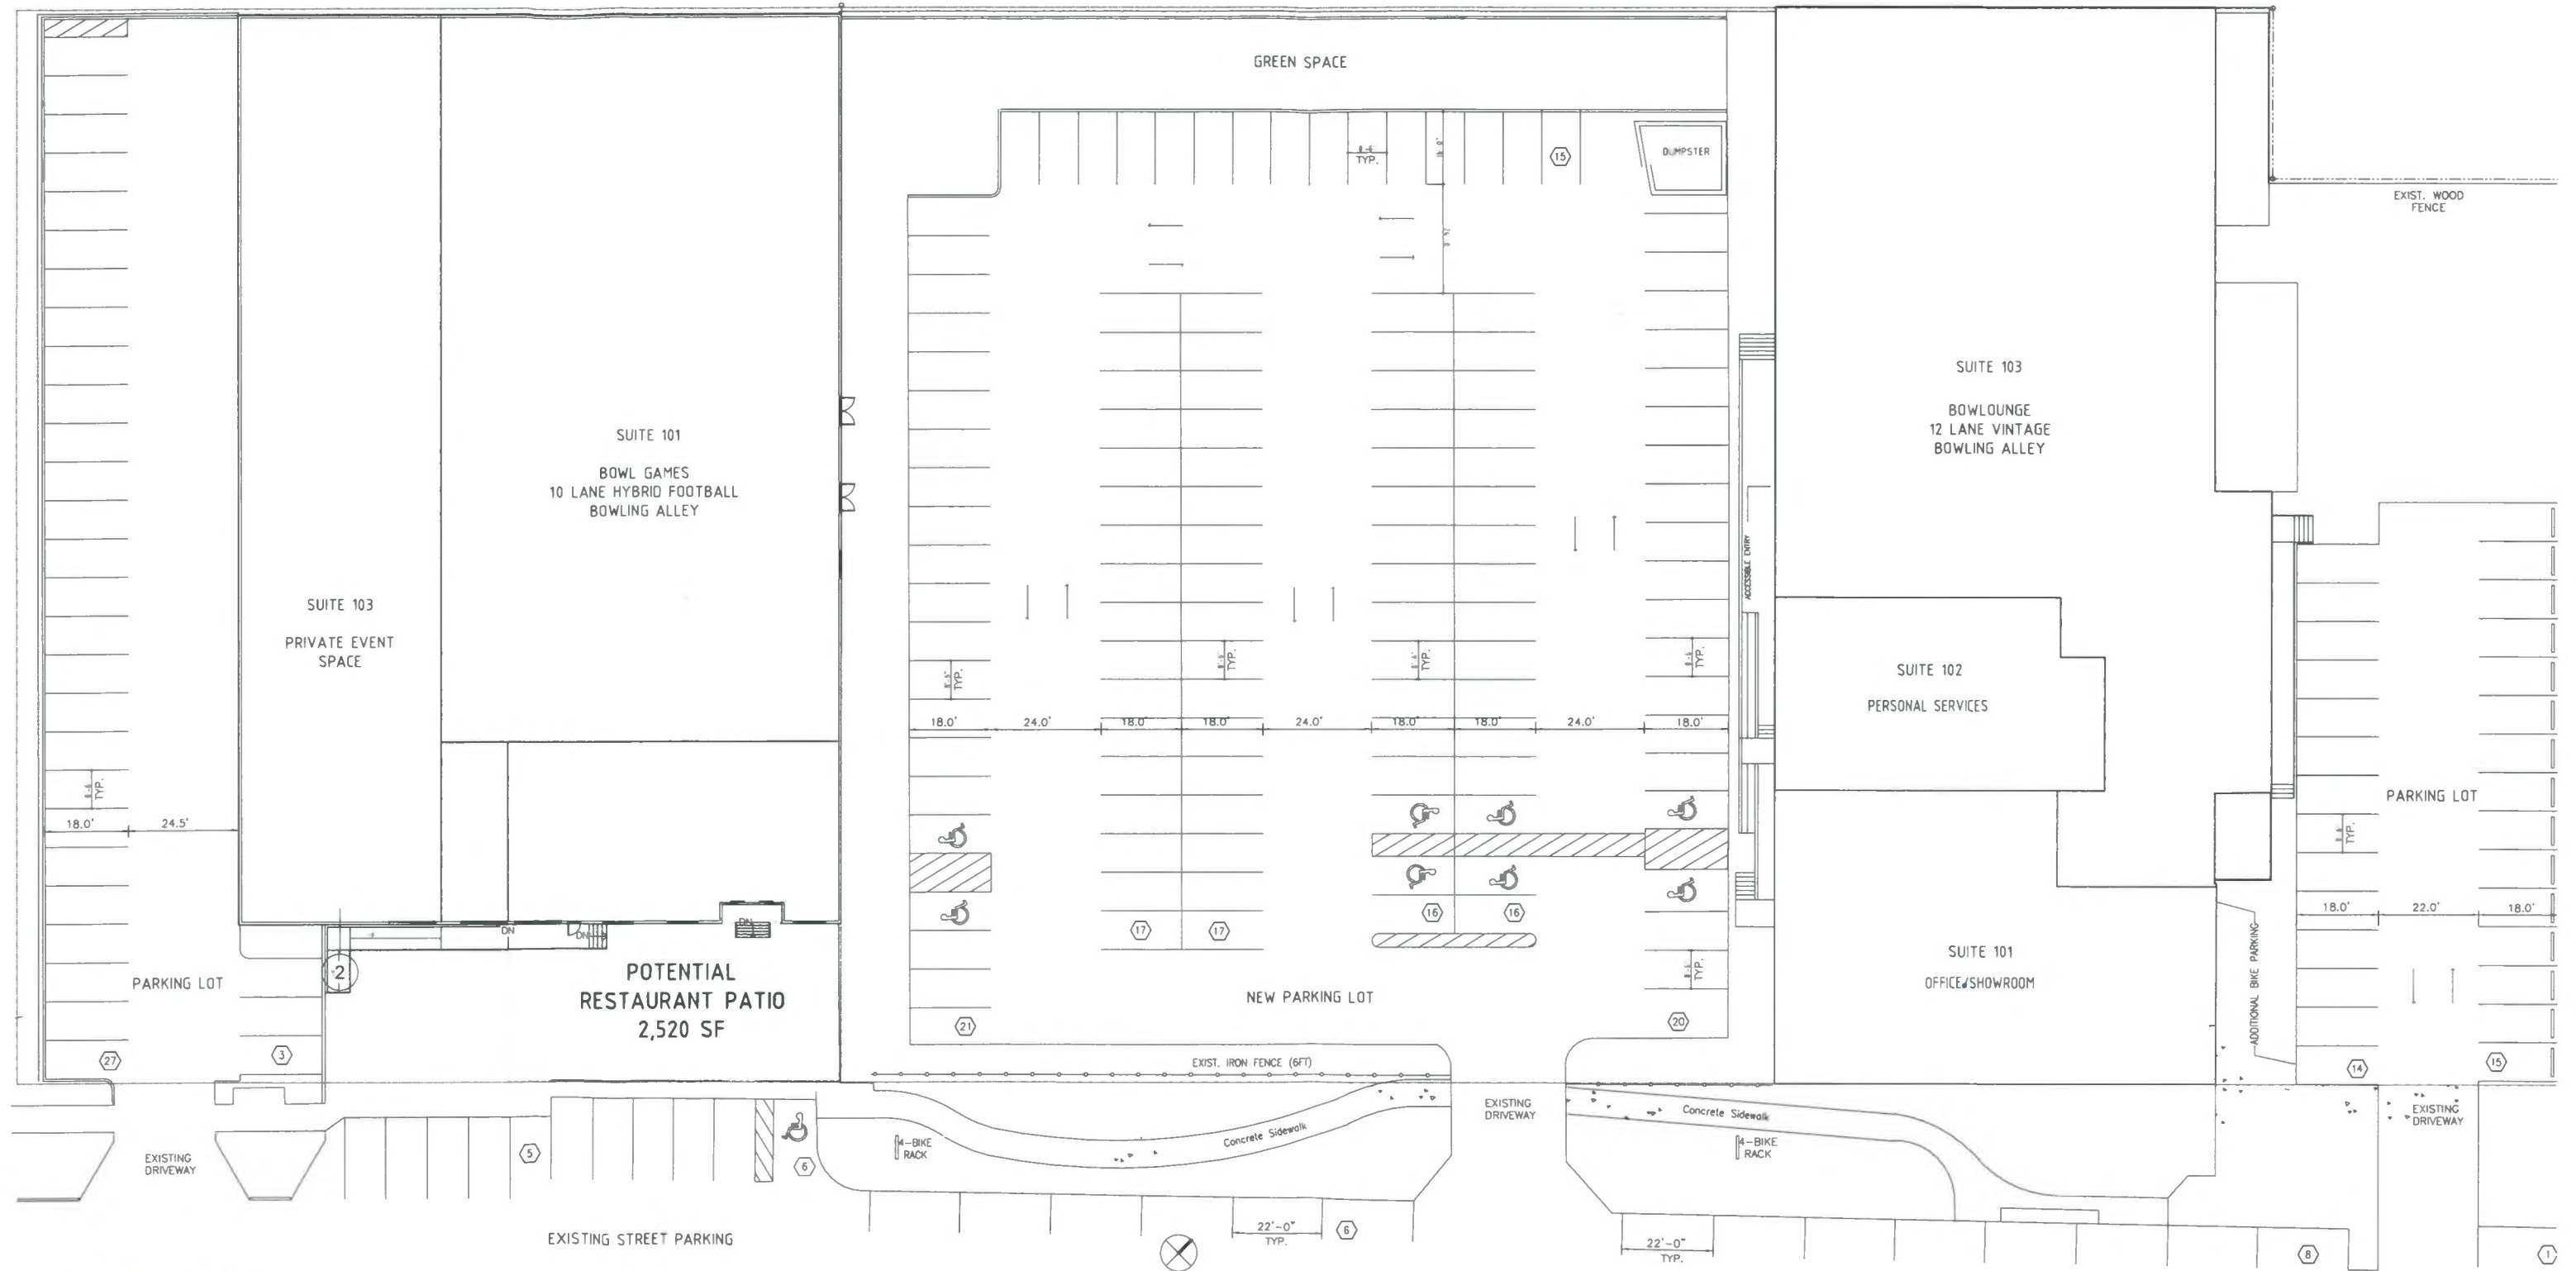 GREEN SPACE
8'-6"
TYP.
15
DUMPSTER
EXIST. WOOD
FENCE
SUITE 101
BOWL GAMES
10 LANE HYBRID FOOTBALL
BOWLING ALLEY
SUITE 103
PRIVATE EVENT
SPACE
SUITE 103
BOWLOUNGE
12 LANE VINTAGE
BOWLING ALLEY
ACCESSIBLE ENTRY
SUITE 102
PERSONAL SERVICES
TYP.
TYP.
TYP.
TYP.
18.0'
24.0'
18.0'
18.0'
24.0'
18.0'
18.0'
24.0'
18.0'
TYP.
18.0'
24.5'
PARKING LOT
TYP.
18.0'
22.0'
18.0'
DN
DN
DN
2
PARKING LOT
POTENTIAL
RESTAURANT PATIO
2,520 SF
17
17
16
16
TYP.
NEW PARKING LOT
SUITE 101
OFFICE/SHOWROOM
ADDITIONAL BIKE PARKING
27
3
21
20
14
15
EXIST. IRON FENCE (6FT)
EXISTING
DRIVEWAY
5
6
4-BIKE
RACK
Concrete Sidewalk
EXISTING
DRIVEWAY
Concrete Sidewalk
4-BIKE
RACK
EXISTING
DRIVEWAY
EXISTING STREET PARKING
22'-0"
TYP.
6
22'-0"
TYP.
8
1